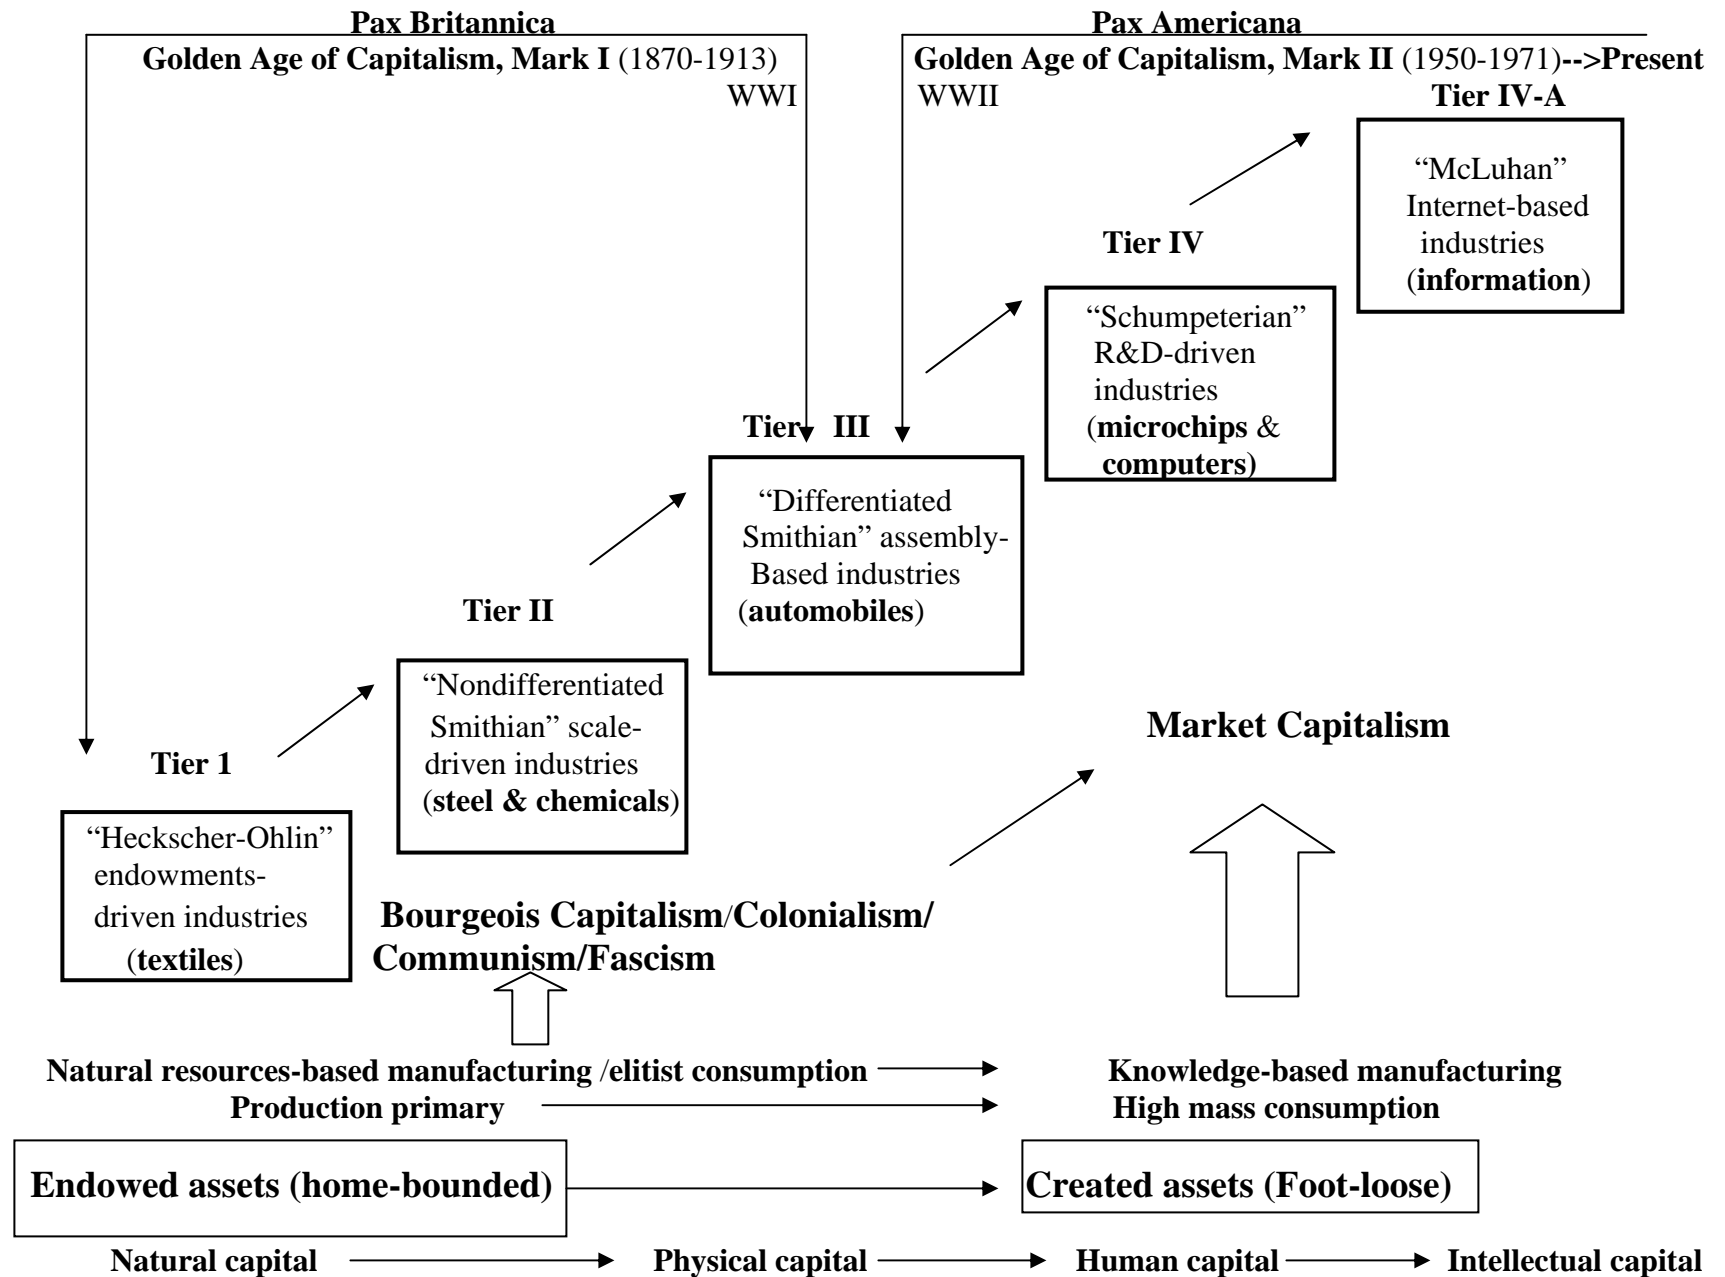 Pax Britannica
Golden Age of Capitalism, Mark I (1870-1913)
WWI
Pax Americana
Golden Age of Capitalism, Mark II (1950-1971)-->Present
WWII
Tier IV-A
“McLuhan”
Internet-based
industries
(information)
Tier IV
“Schumpeterian”
R&D-driven
industries
(microchips &
computers)
Tier III
“Differentiated
Smithian” assembly-
Based industries
(automobiles)
Tier II
“Nondifferentiated
Smithian” scale-
driven industries
(steel & chemicals)
Tier 1
“Heckscher-Ohlin”
endowments-
driven industries
(textiles)
Market Capitalism
Bourgeois Capitalism/Colonialism/
Communism/Fascism
Natural resources-based manufacturing /elitist consumption
Knowledge-based manufacturing
Production primary
High mass consumption
Endowed assets (home-bounded)
Created assets (Foot-loose)
Natural capital
Physical capital
Human capital
Intellectual capital